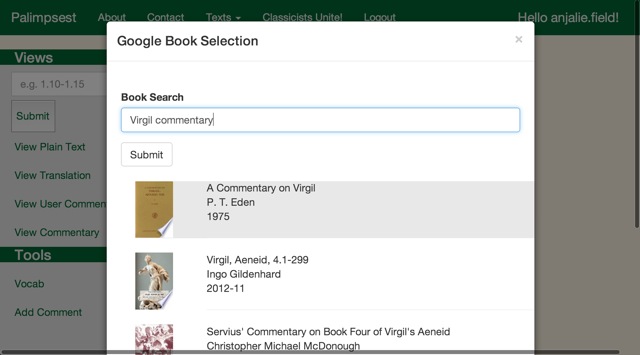 Palimpsest About Contact Texts Classicists Unite! Logout Hello anjalie.field!
Google Book Selection ×
Views
e.g. 1.10-1.15
Submit
View Plain Text
View Translation
View User Commen
View Commentary
Tools
Vocab
Add Comment
Book Search
Virgil commentary
Submit
A Commentary on Virgil
P. T. Eden
1975
Virgil, Aeneid, 4.1-299
Ingo Gildenhard
2012-11
Servius' Commentary on Book Four of Virgil's Aeneid
Christopher Michael McDonough